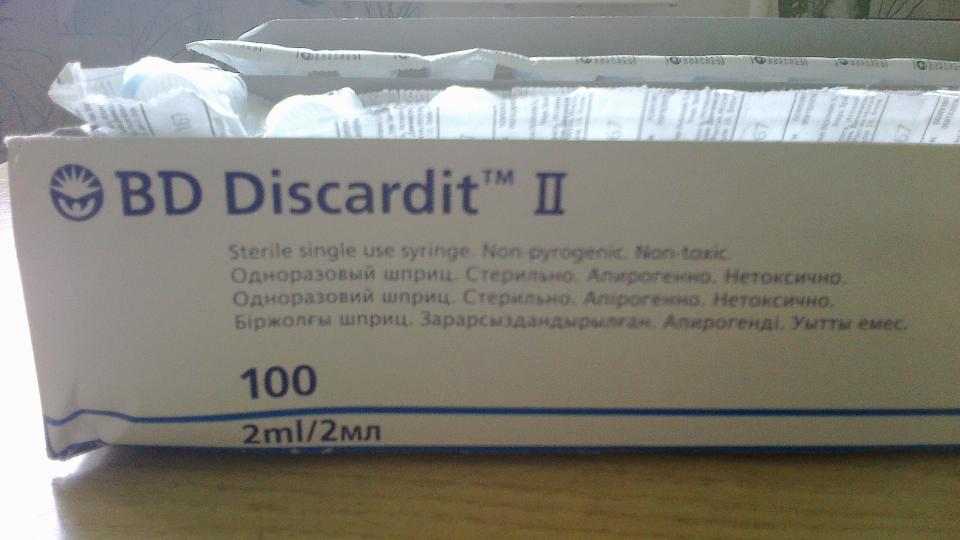 BD Discardit™ II
Sterile single use syringe. Non-pyrogenic. Non-toxic.
Одноразовый шприц. Стерильно. Апирогенно. Нетоксично.
Одноразовий шприц. Стерильно. Апірогенно. Нетоксично.
Біржолғы шприц. Зарарсыздандырылған. Апирогенді. Уытты емес.
100
2ml/2мл